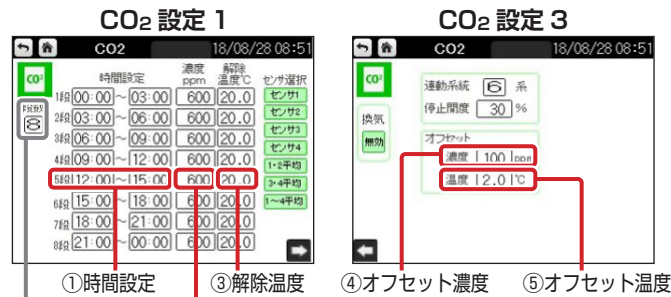 CO2 設定 1
CO2 18/08/28 08:51
CO2
時間設定 濃度 ppm 解除 温度℃ センサ選択
8
1段 00:00 ～ 03:00 600 20.0 センサ1
2段 03:00 ～ 06:00 600 20.0 センサ2
3段 06:00 ～ 09:00 600 20.0 センサ3
4段 09:00 ～ 12:00 600 20.0 センサ4
5段 12:00 ～ 15:00 600 20.0 1・2平均
6段 15:00 ～ 18:00 600 20.0 3・4平均
7段 18:00 ～ 21:00 600 20.0 1～4平均
8段 21:00 ～ 00:00 600 20.0
①時間設定 ③解除温度
CO2 設定 3
CO2 18/08/28 08:51
CO2
連動系統 6 系
停止開度 30 %
換気
無効
オフセット
濃度 100 ppm
温度 2.0 ℃
④オフセット濃度 ⑤オフセット温度